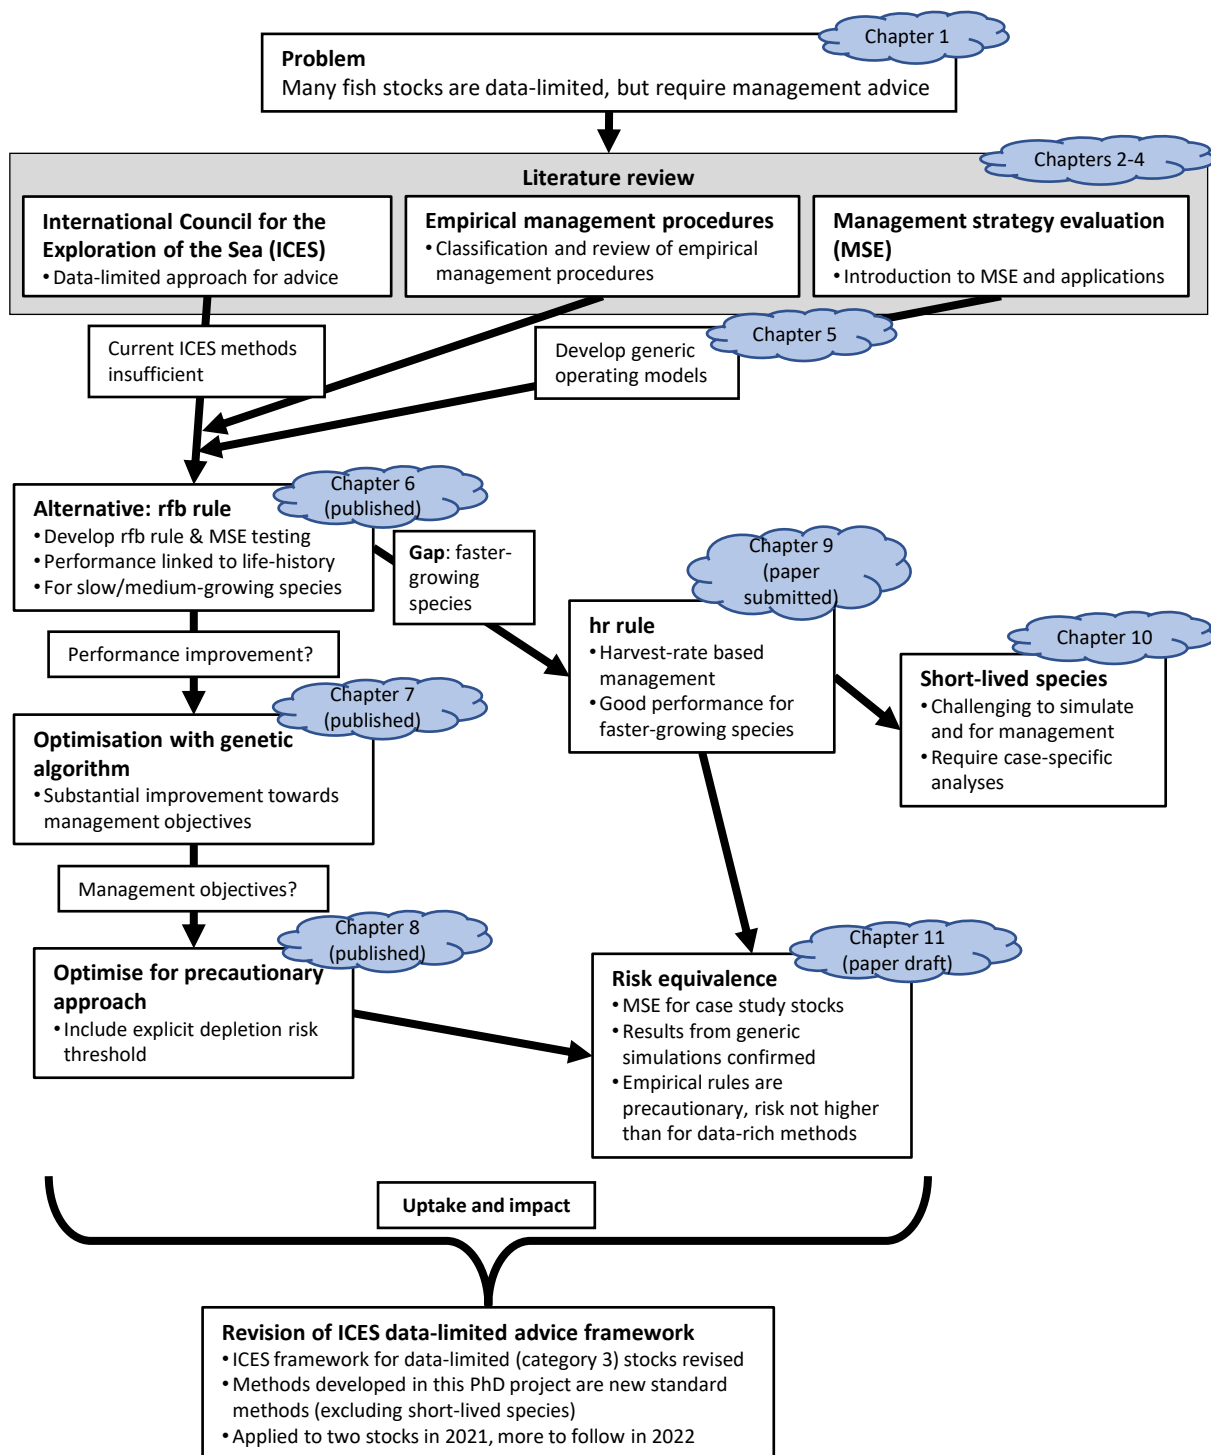 Chapter 1
Problem
Many fish stocks are data-limited, but require management advice
Chapters 2-4
Literature review
International Council for the
Exploration of the Sea (ICES)
• Data-limited approach for advice
Empirical management procedures
• Classification and review of empirical
management procedures
Management strategy evaluation
(MSE)
• Introduction to MSE and applications
Current ICES methods
insufficient
Chapter 5
Develop generic
operating models
Chapter 6
(published)
Alternative: rfb rule
• Develop rfb rule & MSE testing
• Performance linked to life-history
• For slow/medium-growing species
Gap: faster-
growing
species
Chapter 9
(paper
submitted)
hr rule
• Harvest-rate based
management
• Good performance for
faster-growing species
Chapter 10
Short-lived species
• Challenging to simulate
and for management
• Require case-specific
analyses
Performance improvement?
Chapter 7
(published)
Optimisation with genetic
algorithm
• Substantial improvement towards
management objectives
Management objectives?
Chapter 8
(published)
Optimise for precautionary
approach
• Include explicit depletion risk
threshold
Chapter 11
(paper draft)
Risk equivalence
• MSE for case study stocks
• Results from generic
simulations confirmed
• Empirical rules are
precautionary, risk not higher
than for data-rich methods
Uptake and impact
Revision of ICES data-limited advice framework
• ICES framework for data-limited (category 3) stocks revised
• Methods developed in this PhD project are new standard
methods (excluding short-lived species)
• Applied to two stocks in 2021, more to follow in 2022